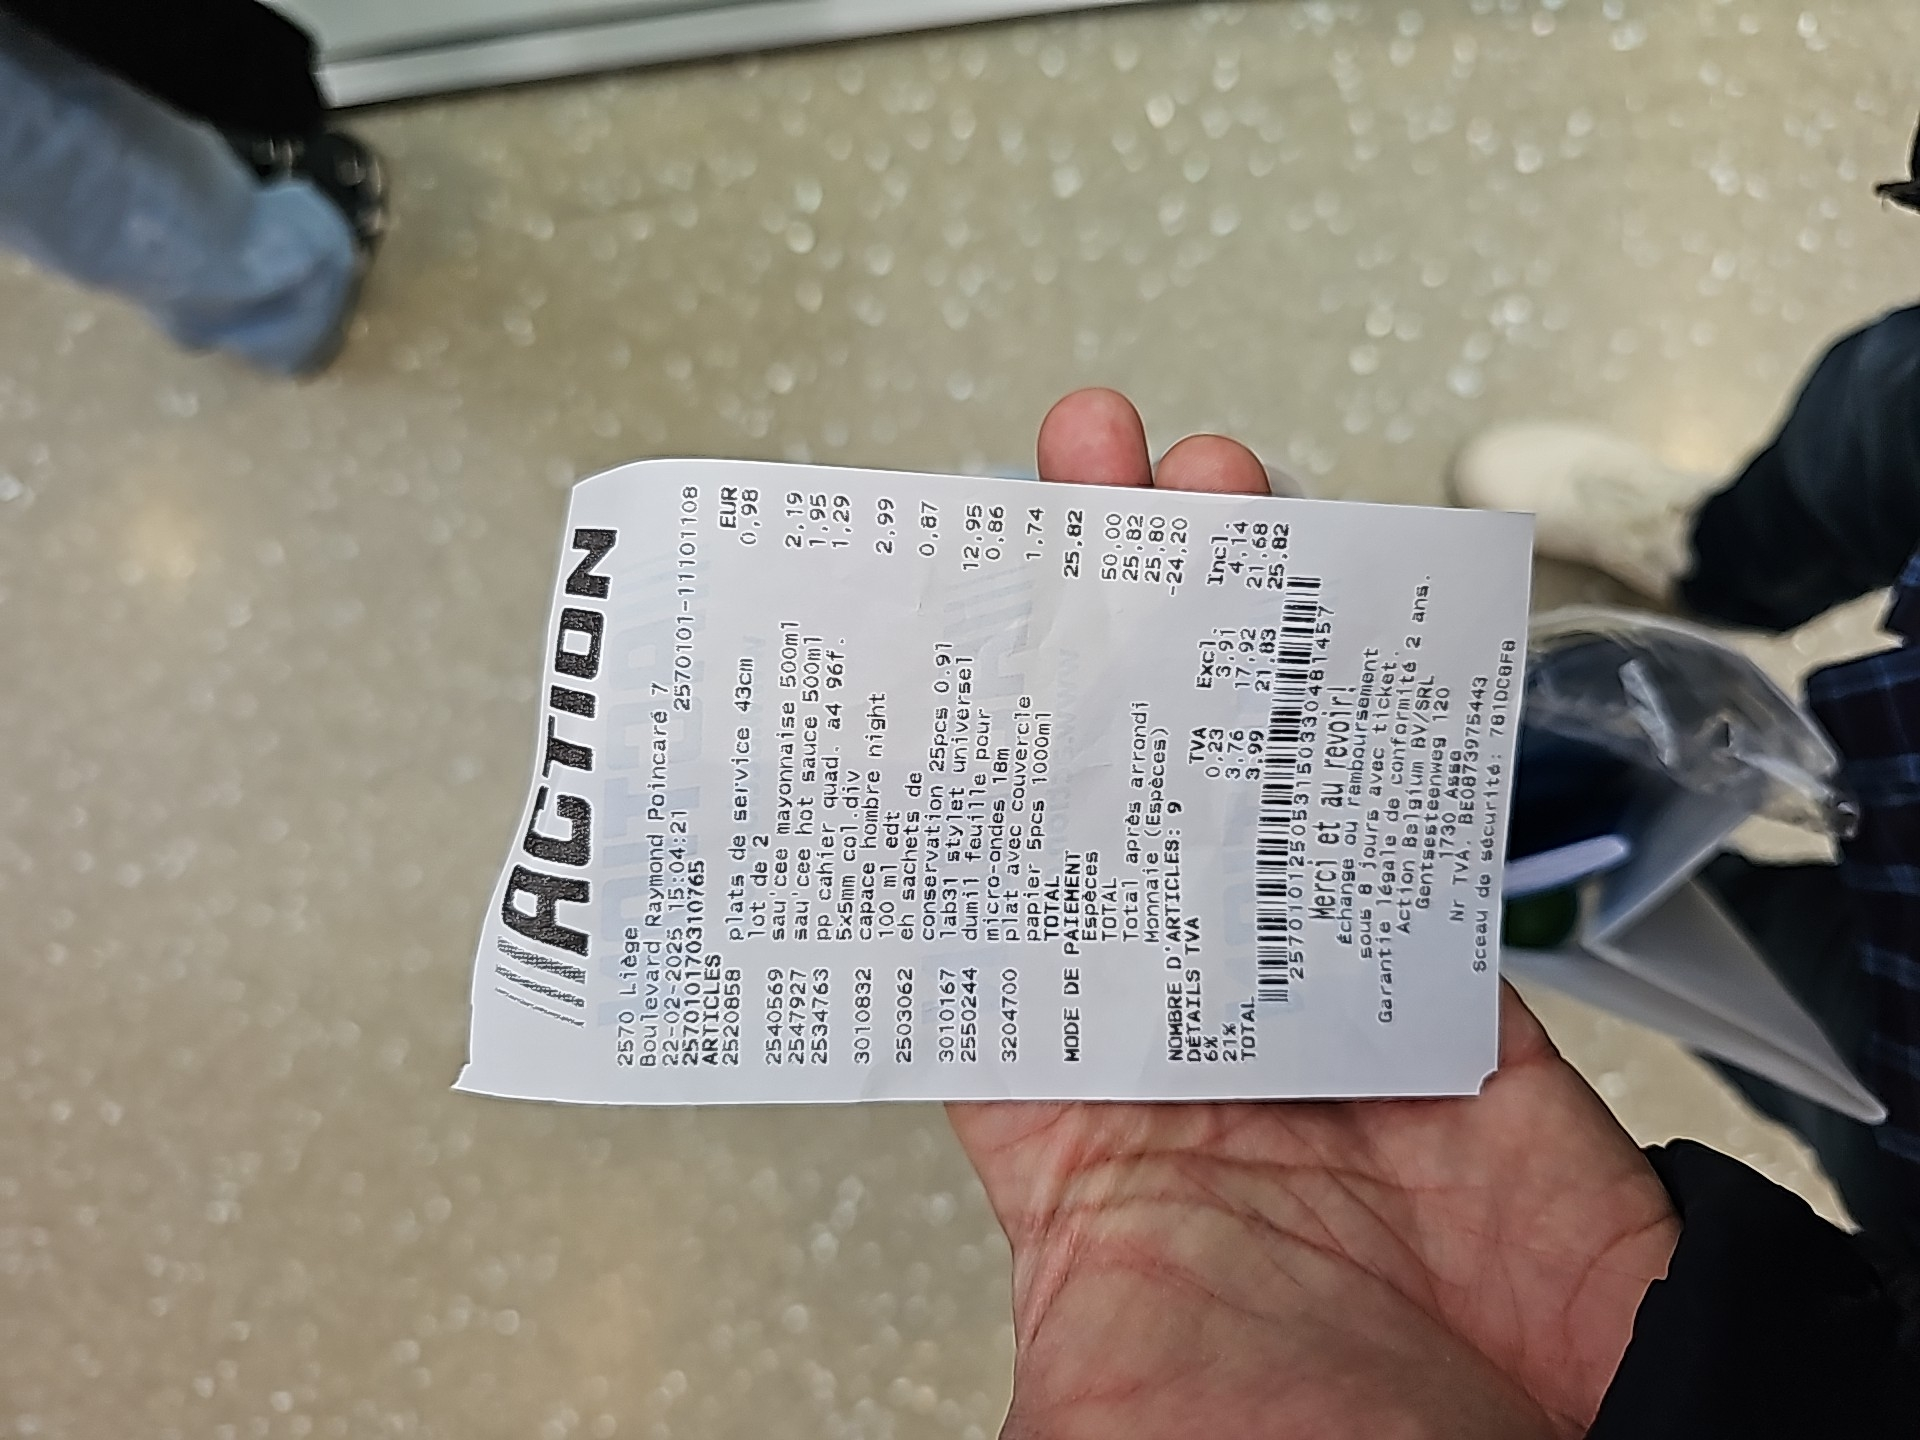 ACTION
2570 Liège
Boulevard Raymond Poincaré 7
22-02-2025 15:04:21 2570101-111101108
2570101170310765
ARTICLES EUR
2520858 plats de service 43cm 0,98
lot de 2
2540569 sau'cee mayonnaise 500ml 2,19
2547927 sau'cee hot sauce 500ml 1,95
2534763 pp cahier quad. a4 96f. 1,29
5x5mm col.div
3010832 capace hombre night 2,99
100 ml edt
2503062 eh sachets de 0,87
conservation 25pcs 0.9l
3010167 lab31 stylet universel 12,95
2550244 dumil feuille pour 0,86
micro-ondes 18m
3204700 plat avec couvercle 1,74
papier 5pcs 1000ml
TOTAL 25,82
MODE DE PAIEMENT
Espèces 50,00
TOTAL 25,82
Total après arrondi 25,80
Monnaie (Espèces) -24,20
NOMBRE D'ARTICLES: 9
DÉTAILS TVA TVA Excl. Incl.
6% 0,23 3,91 4,14
21% 3,76 17,92 21,68
TOTAL 3,99 21,83 25,82
2570101250531503304481457
Merci et au revoir!
Échange ou remboursement
sous 8 jours avec ticket.
Garantie légale de conformité 2 ans.
Action Belgium BV/SRL
Gentsesteenweg 120
1730 Asse
Nr TVA. BE0873975443
Sceau de sécurité: 781DC8F8